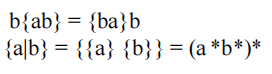 b{ab} = {ba}b
{a|b} = {{a} {b}} = (a *b*)*